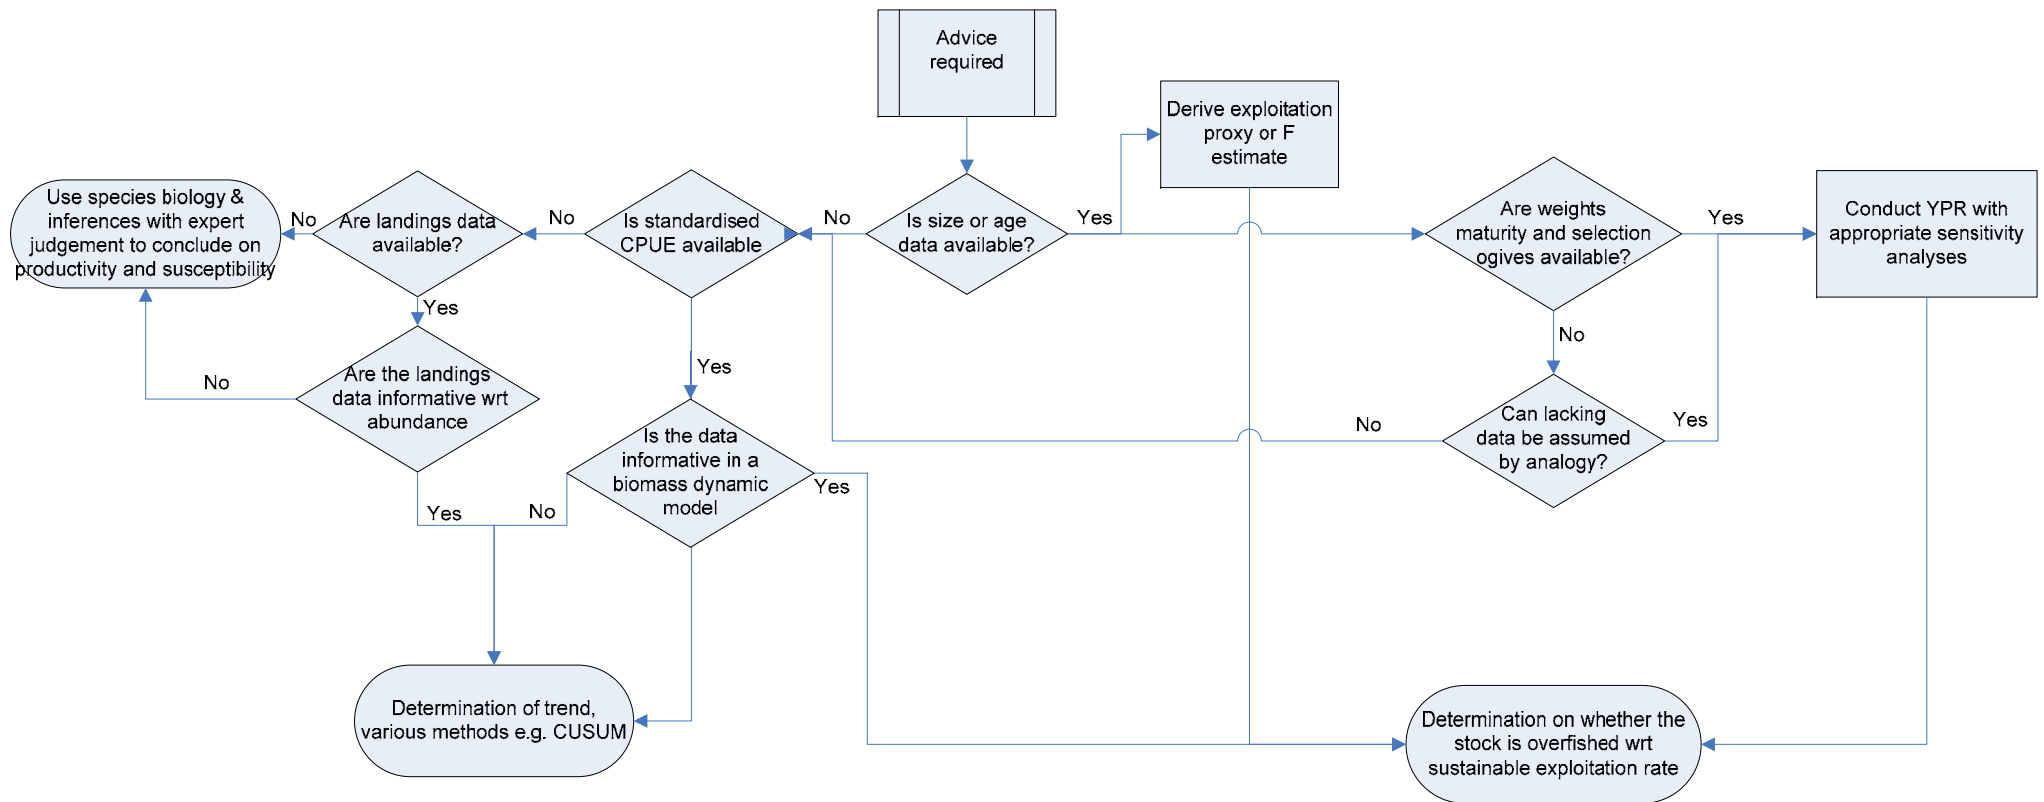 Advice
required
Derive exploitation
proxy or F
estimate
Use species biology &
inferences with expert
judgement to conclude on
productivity and susceptibility
No
Are landings data
available?
No
Is standardised
CPUE available
No
Is size or age
data available?
Yes
Are weights
maturity and selection
ogives available?
Yes
Conduct YPR with
appropriate sensitivity
analyses
Yes
No
Yes
No
Are the landings
data informative wrt
abundance
Is the data
informative in a
biomass dynamic
model
No
Can lacking
data be assumed
by analogy?
Yes
Yes
No
Yes
Determination of trend,
various methods e.g. CUSUM
Determination on whether the
stock is overfished wrt
sustainable exploitation rate